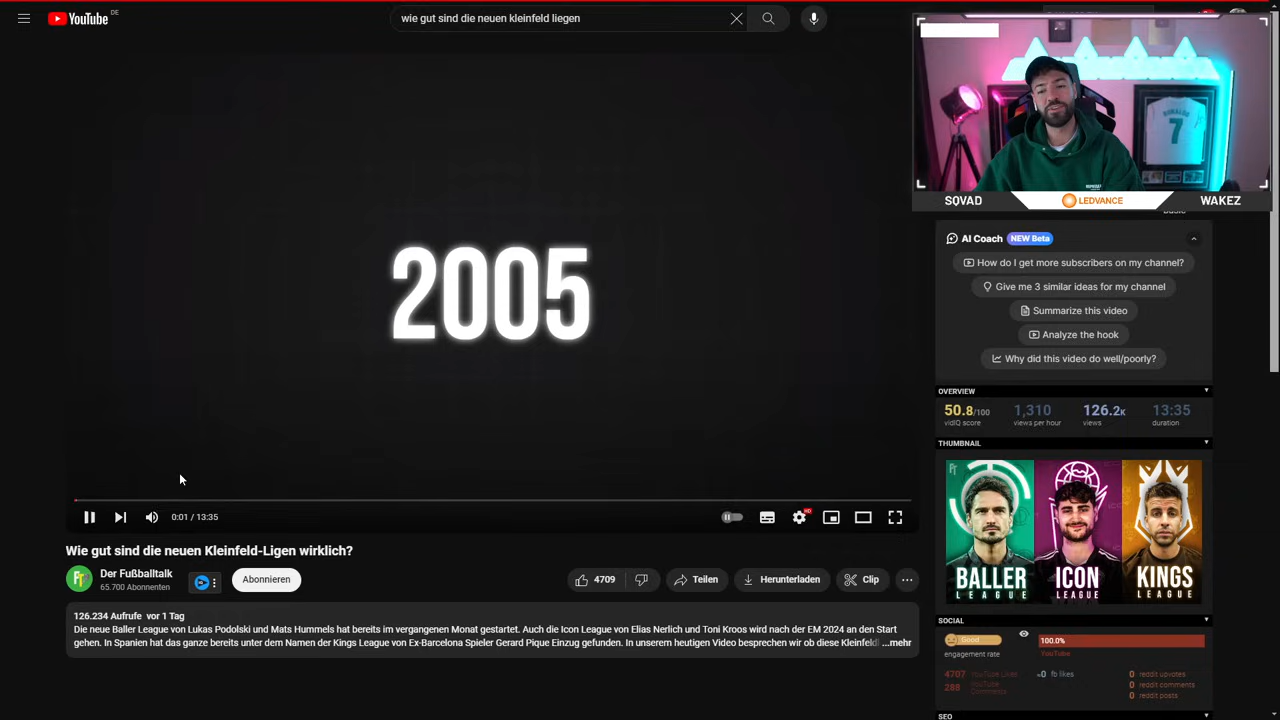 YouTube DE
wie gut sind die neuen kleinfeld liegen
RONALDO
7
SQVAD
LEDVANCE
WAKEZ
2005
AI Coach NEW Beta
How do I get more subscribers on my channel?
Give me 3 similar ideas for my channel
Summarize this video
Analyze the hook
Why did this video do well/poorly?
OVERVIEW
50.8/100
vidIQ score
1,310
views per hour
126.2K
views
13:35
duration
THUMBNAIL
BALLER
LEAGUE
ICON
LEAGUE
KINGS
LEAGUE
0:01 / 13:35
HD
Wie gut sind die neuen Kleinfeld-Ligen wirklich?
Der Fußballtalk
65.700 Abonnenten
Abonnieren
4709
Teilen
Herunterladen
Clip
126.234 Aufrufe vor 1 Tag
Die neue Baller League von Lukas Podolski und Mats Hummels hat bereits im vergangenen Monat gestartet. Auch die Icon League von Elias Nerlich und Toni Kroos wird nach der EM 2024 an den Start
gehen. In Spanien hat das ganze bereits unter dem Namen der Kings League von Ex-Barcelona Spieler Gerard Pique Einzug gefunden. In unserem heutigen Video besprechen wir ob diese Kleinfeld ...mehr
SOCIAL
Good
engagement rate
100.0%
YouTube
4707 YouTube Likes
288 YouTube Comments
0 fb likes
0 reddit upvotes
0 reddit comments
0 reddit posts
SEO